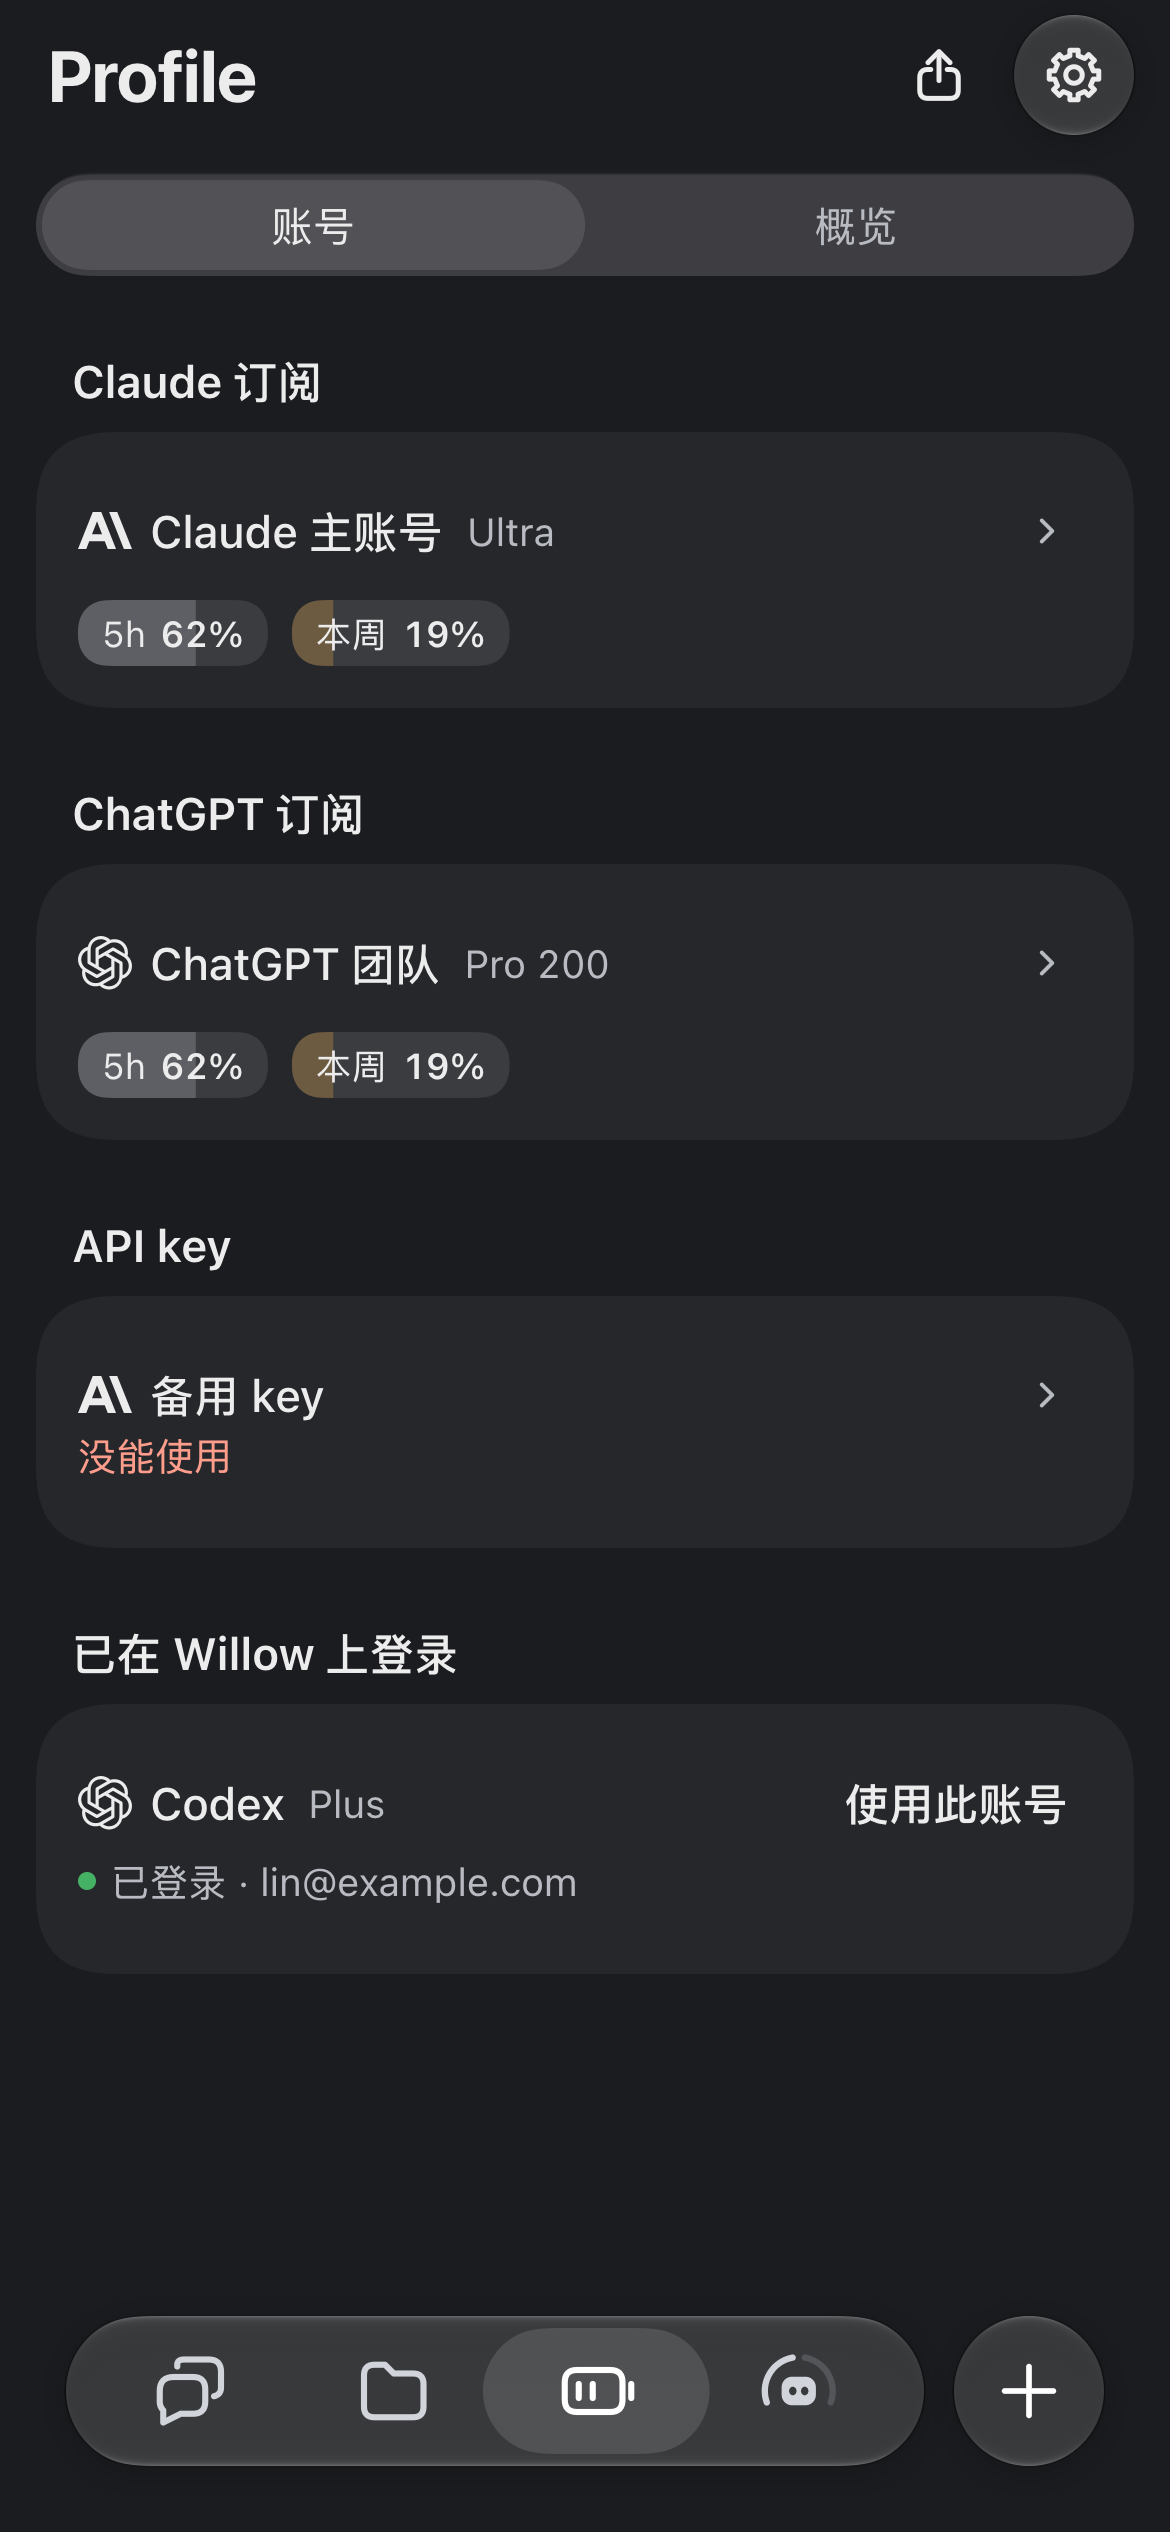 Profile
账号
概览
Claude 订阅
Claude 主账号 Ultra
5h 62% 本周 19%
ChatGPT 订阅
ChatGPT 团队 Pro 200
5h 62% 本周 19%
API key
备用 key
没能使用
已在 Willow 上登录
Codex Plus 使用此账号
已登录 · lin@example.com